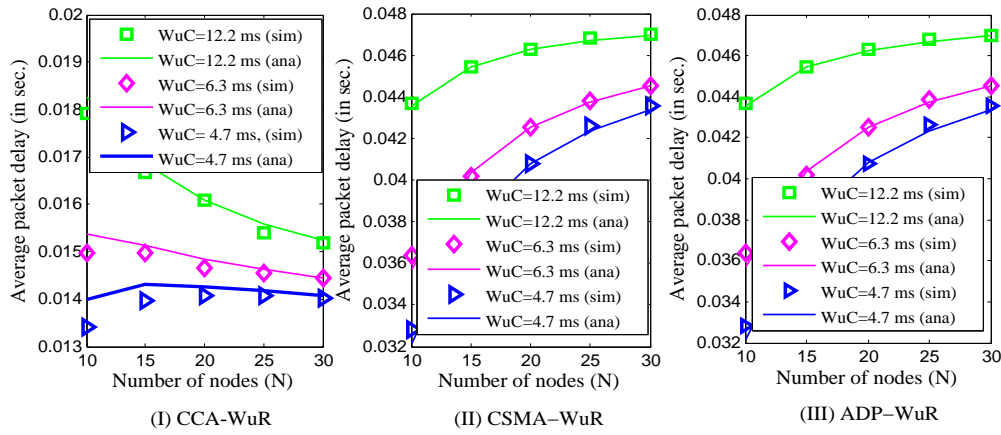 0.02
0.019
0.018
0.017
0.016
0.015
0.014
0.013
Average packet delay (in sec.)
WuC=12.2 ms (sim)
WuC=12.2 ms (ana)
WuC=6.3 ms (sim)
WuC=6.3 ms (ana)
WuC= 4.7 ms, (sim)
WuC=4.7 ms (ana)
10 15 20 25 30
Number of nodes (N)
(I) CCA-WuR
0.048
0.046
0.044
0.042
0.04
0.038
0.036
0.034
0.032
Average packet delay (in sec.)
WuC=12.2 ms (sim)
WuC=12.2 ms (ana)
WuC=6.3 ms (sim)
WuC=6.3 ms (ana)
WuC=4.7 ms (sim)
WuC=4.7 ms (ana)
10 15 20 25 30
Number of nodes (N)
(II) CSMA–WuR
0.048
0.046
0.044
0.042
0.04
0.038
0.036
0.034
0.032
Average packet delay (in sec.)
WuC=12.2 ms (sim)
WuC=12.2 ms (ana)
WuC=6.3 ms (sim)
WuC=6.3 ms (ana)
WuC=4.7 ms (sim)
WuC=4.7 ms (ana)
10 15 20 25 30
Number of nodes (N)
(III) ADP–WuR